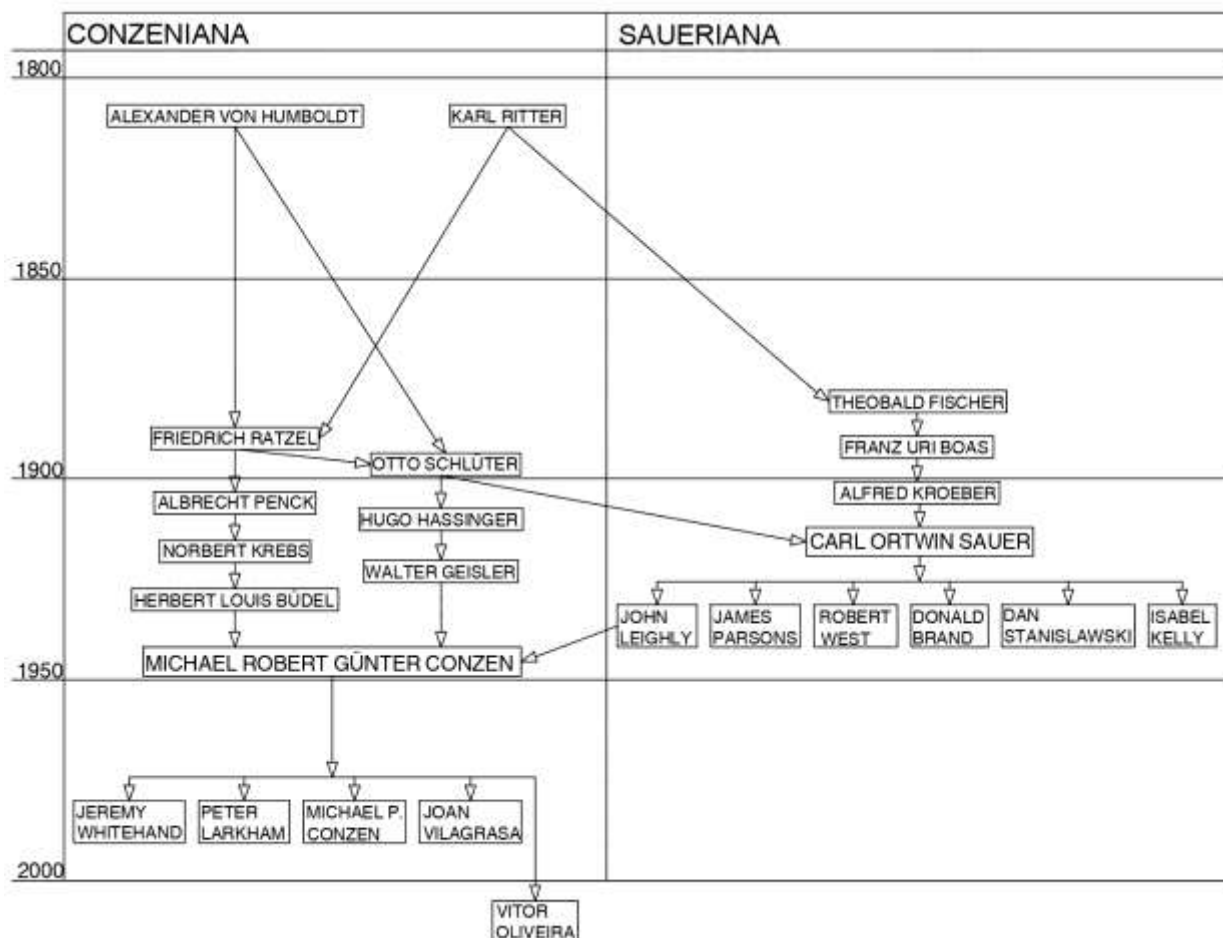 CONZENIANA
SAUERIANA
1800
ALEXANDER VON HUMBOLDT
KARL RITTER
1850
THEOBALD FISCHER
FRIEDRICH RATZEL
FRANZ URI BOAS
OTTO SCHLÜTER
1900
ALFRED KROEBER
ALBRECHT PENCK
HUGO HASSINGER
CARL ORTWIN SAUER
NORBERT KREBS
WALTER GEISLER
HERBERT LOUIS BÜDEL
JOHN
LEIGHLY
JAMES
PARSONS
ROBERT
WEST
DONALD
BRAND
DAN
STANISLAWSKI
ISABEL
KELLY
MICHAEL ROBERT GÜNTER CONZEN
1950
JEREMY
WHITEHAND
PETER
LARKHAM
MICHAEL P.
CONZEN
JOAN
VILAGRASA
2000
VITOR
OLIVEIRA